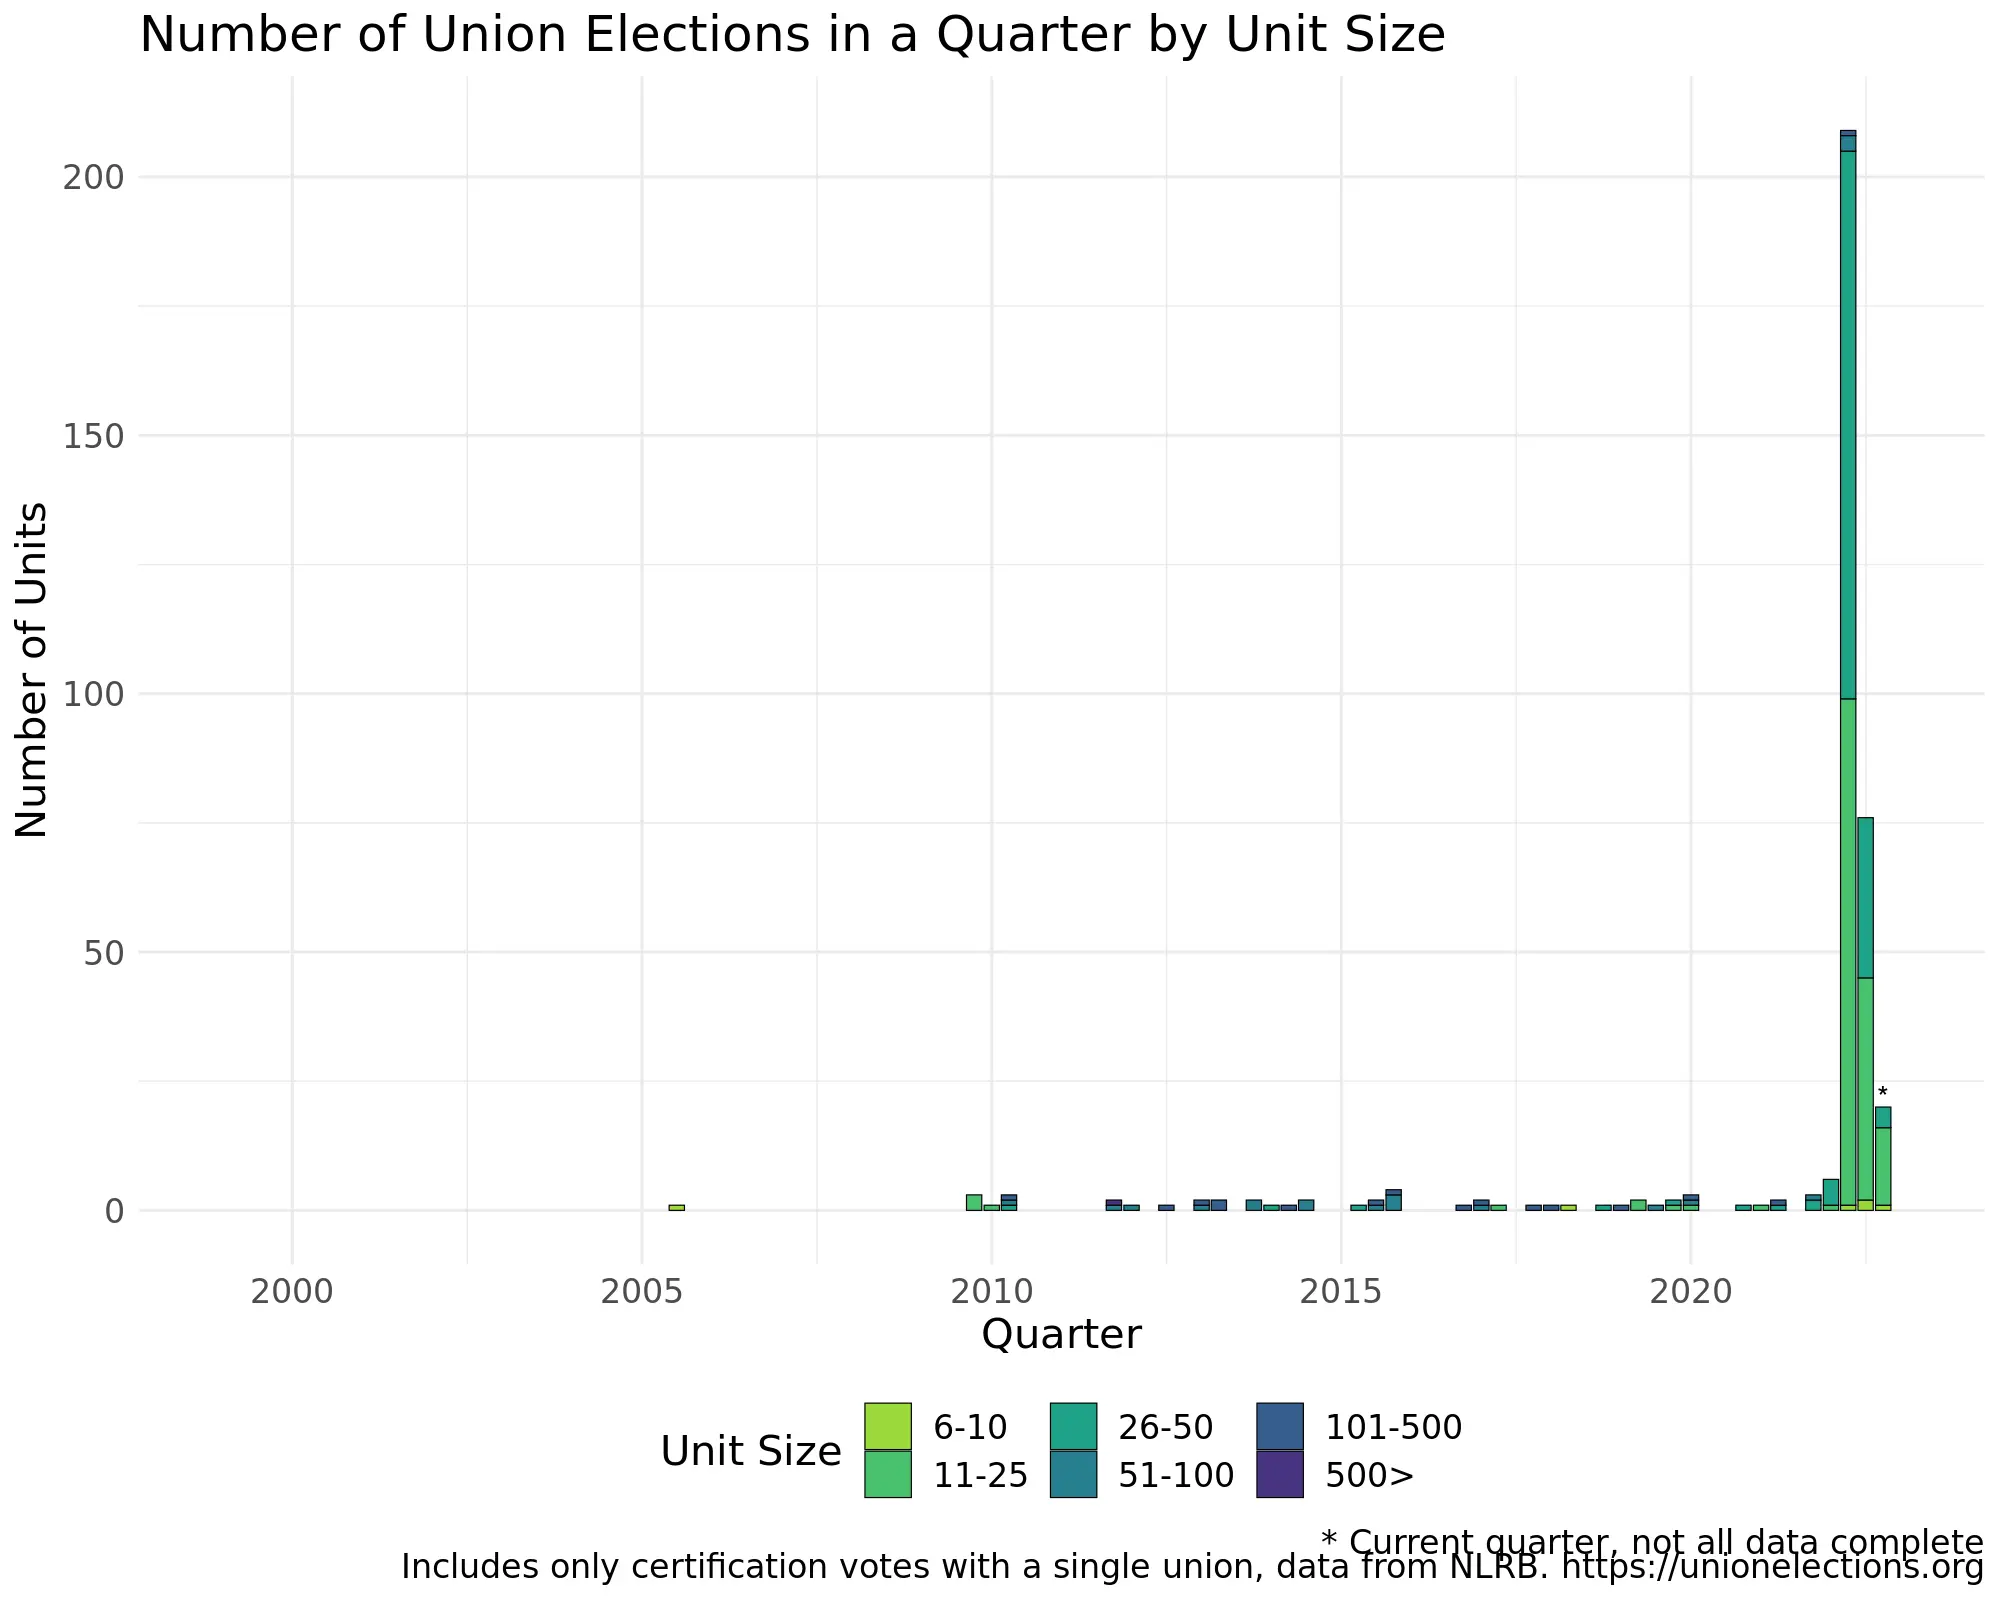 Number of Union Elections in a Quarter by Unit Size
Number of Units
200
150
100
50
0
*
2000 2005 2010 2015 2020
Quarter
Unit Size
6-10 26-50 101-500
11-25 51-100 500>
* Current quarter, not all data complete
Includes only certification votes with a single union, data from NLRB. https://unionelections.org